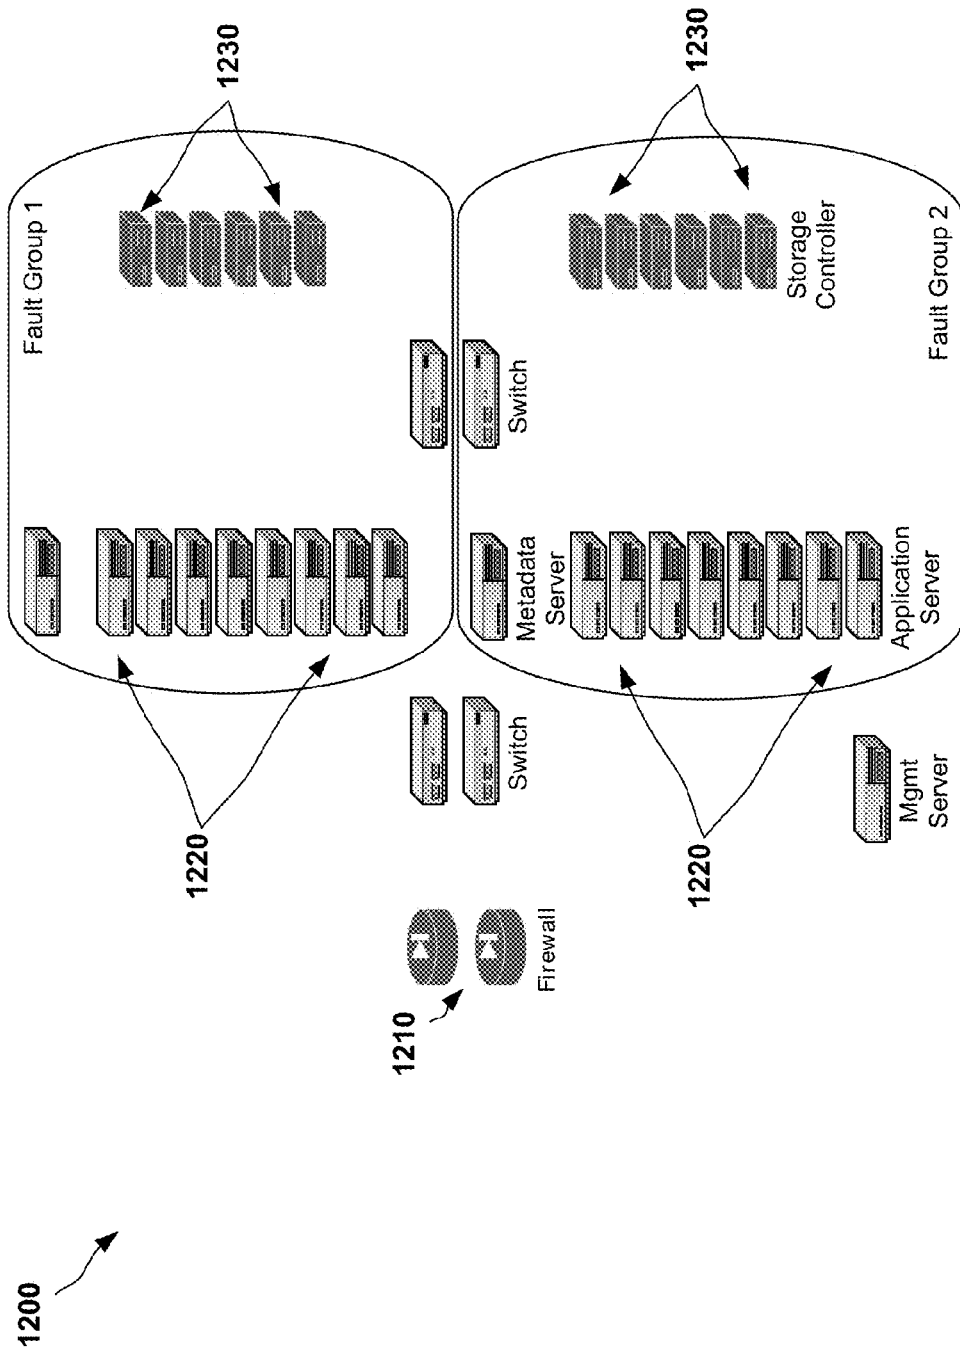 1200
1210
Firewall
1220
1220
Mgmt
Server
Switch
Metadata
Server
Application
Server
Switch
Fault Group 1
1230
Storage
Controller
Fault Group 2
1230